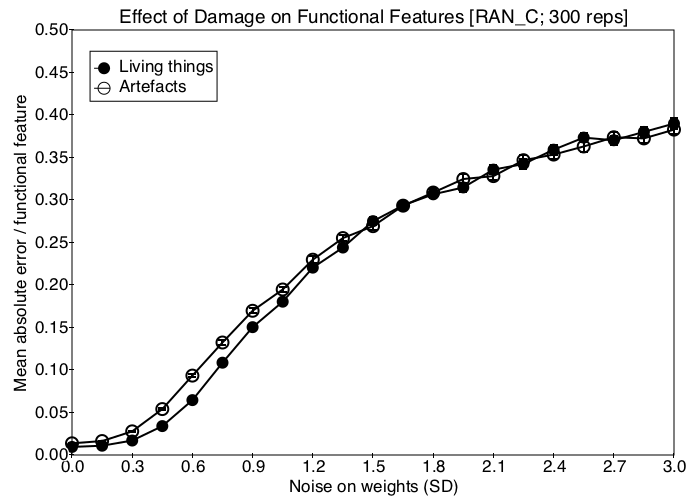 Effect of Damage on Functional Features [RAN_C; 300 reps]
0.50
0.45
0.40
0.35
0.30
0.25
0.20
0.15
0.10
0.05
0.00
Mean absolute error / functional feature
Living things
Artefacts
0.0 0.3 0.6 0.9 1.2 1.5 1.8 2.1 2.4 2.7 3.0
Noise on weights (SD)